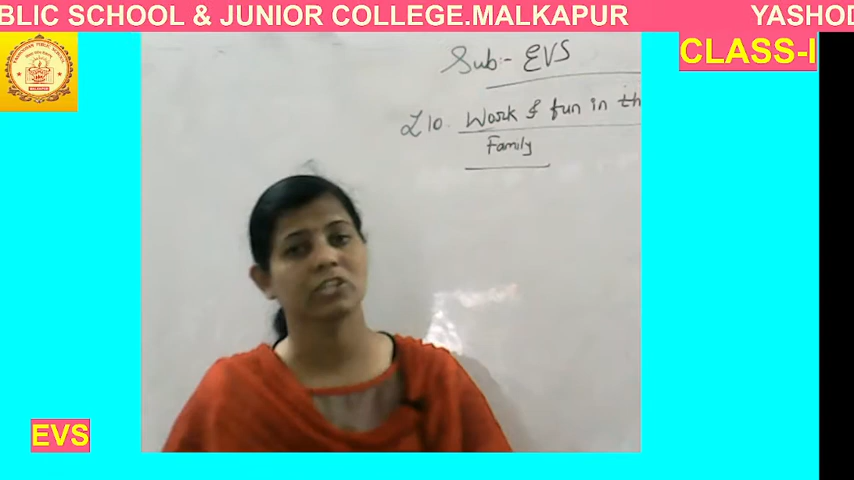 BLIC SCHOOL & JUNIOR COLLEGE.MALKAPUR YASHOD
CLASS-I
Sub:- EVS
L10. Work & fun in th
Family
EVS